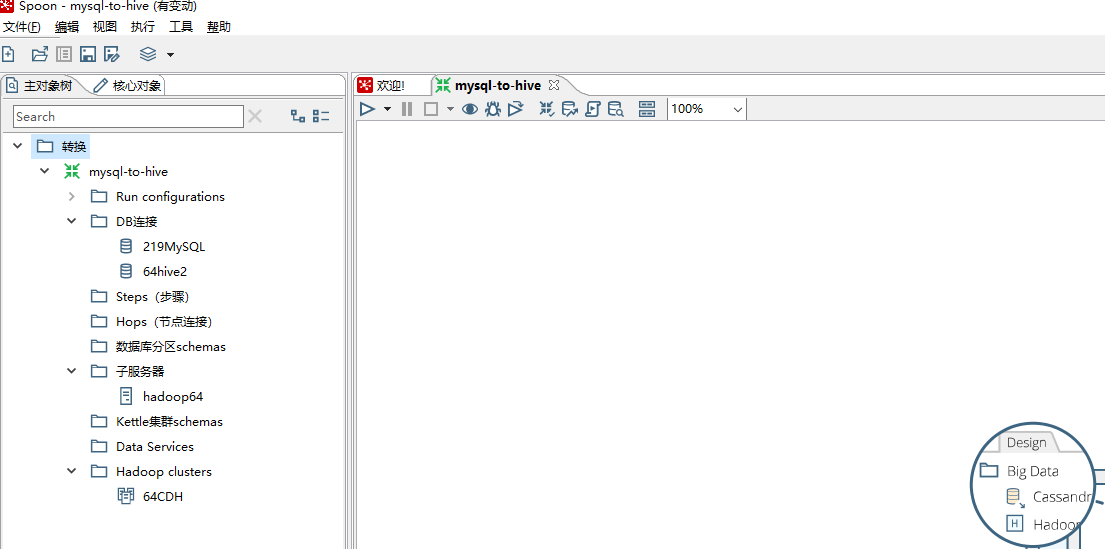 Spoon - mysql-to-hive (有变动)
文件(F) 编辑 视图 执行 工具 帮助
主对象树 核心对象
欢迎! mysql-to-hive
Search
100%
转换
mysql-to-hive
Run configurations
DB连接
219MySQL
64hive2
Steps（步骤）
Hops（节点连接）
数据库分区schemas
子服务器
hadoop64
Kettle集群schemas
Data Services
Hadoop clusters
64CDH
Design
Big Data
Cassandr
H Hadoop